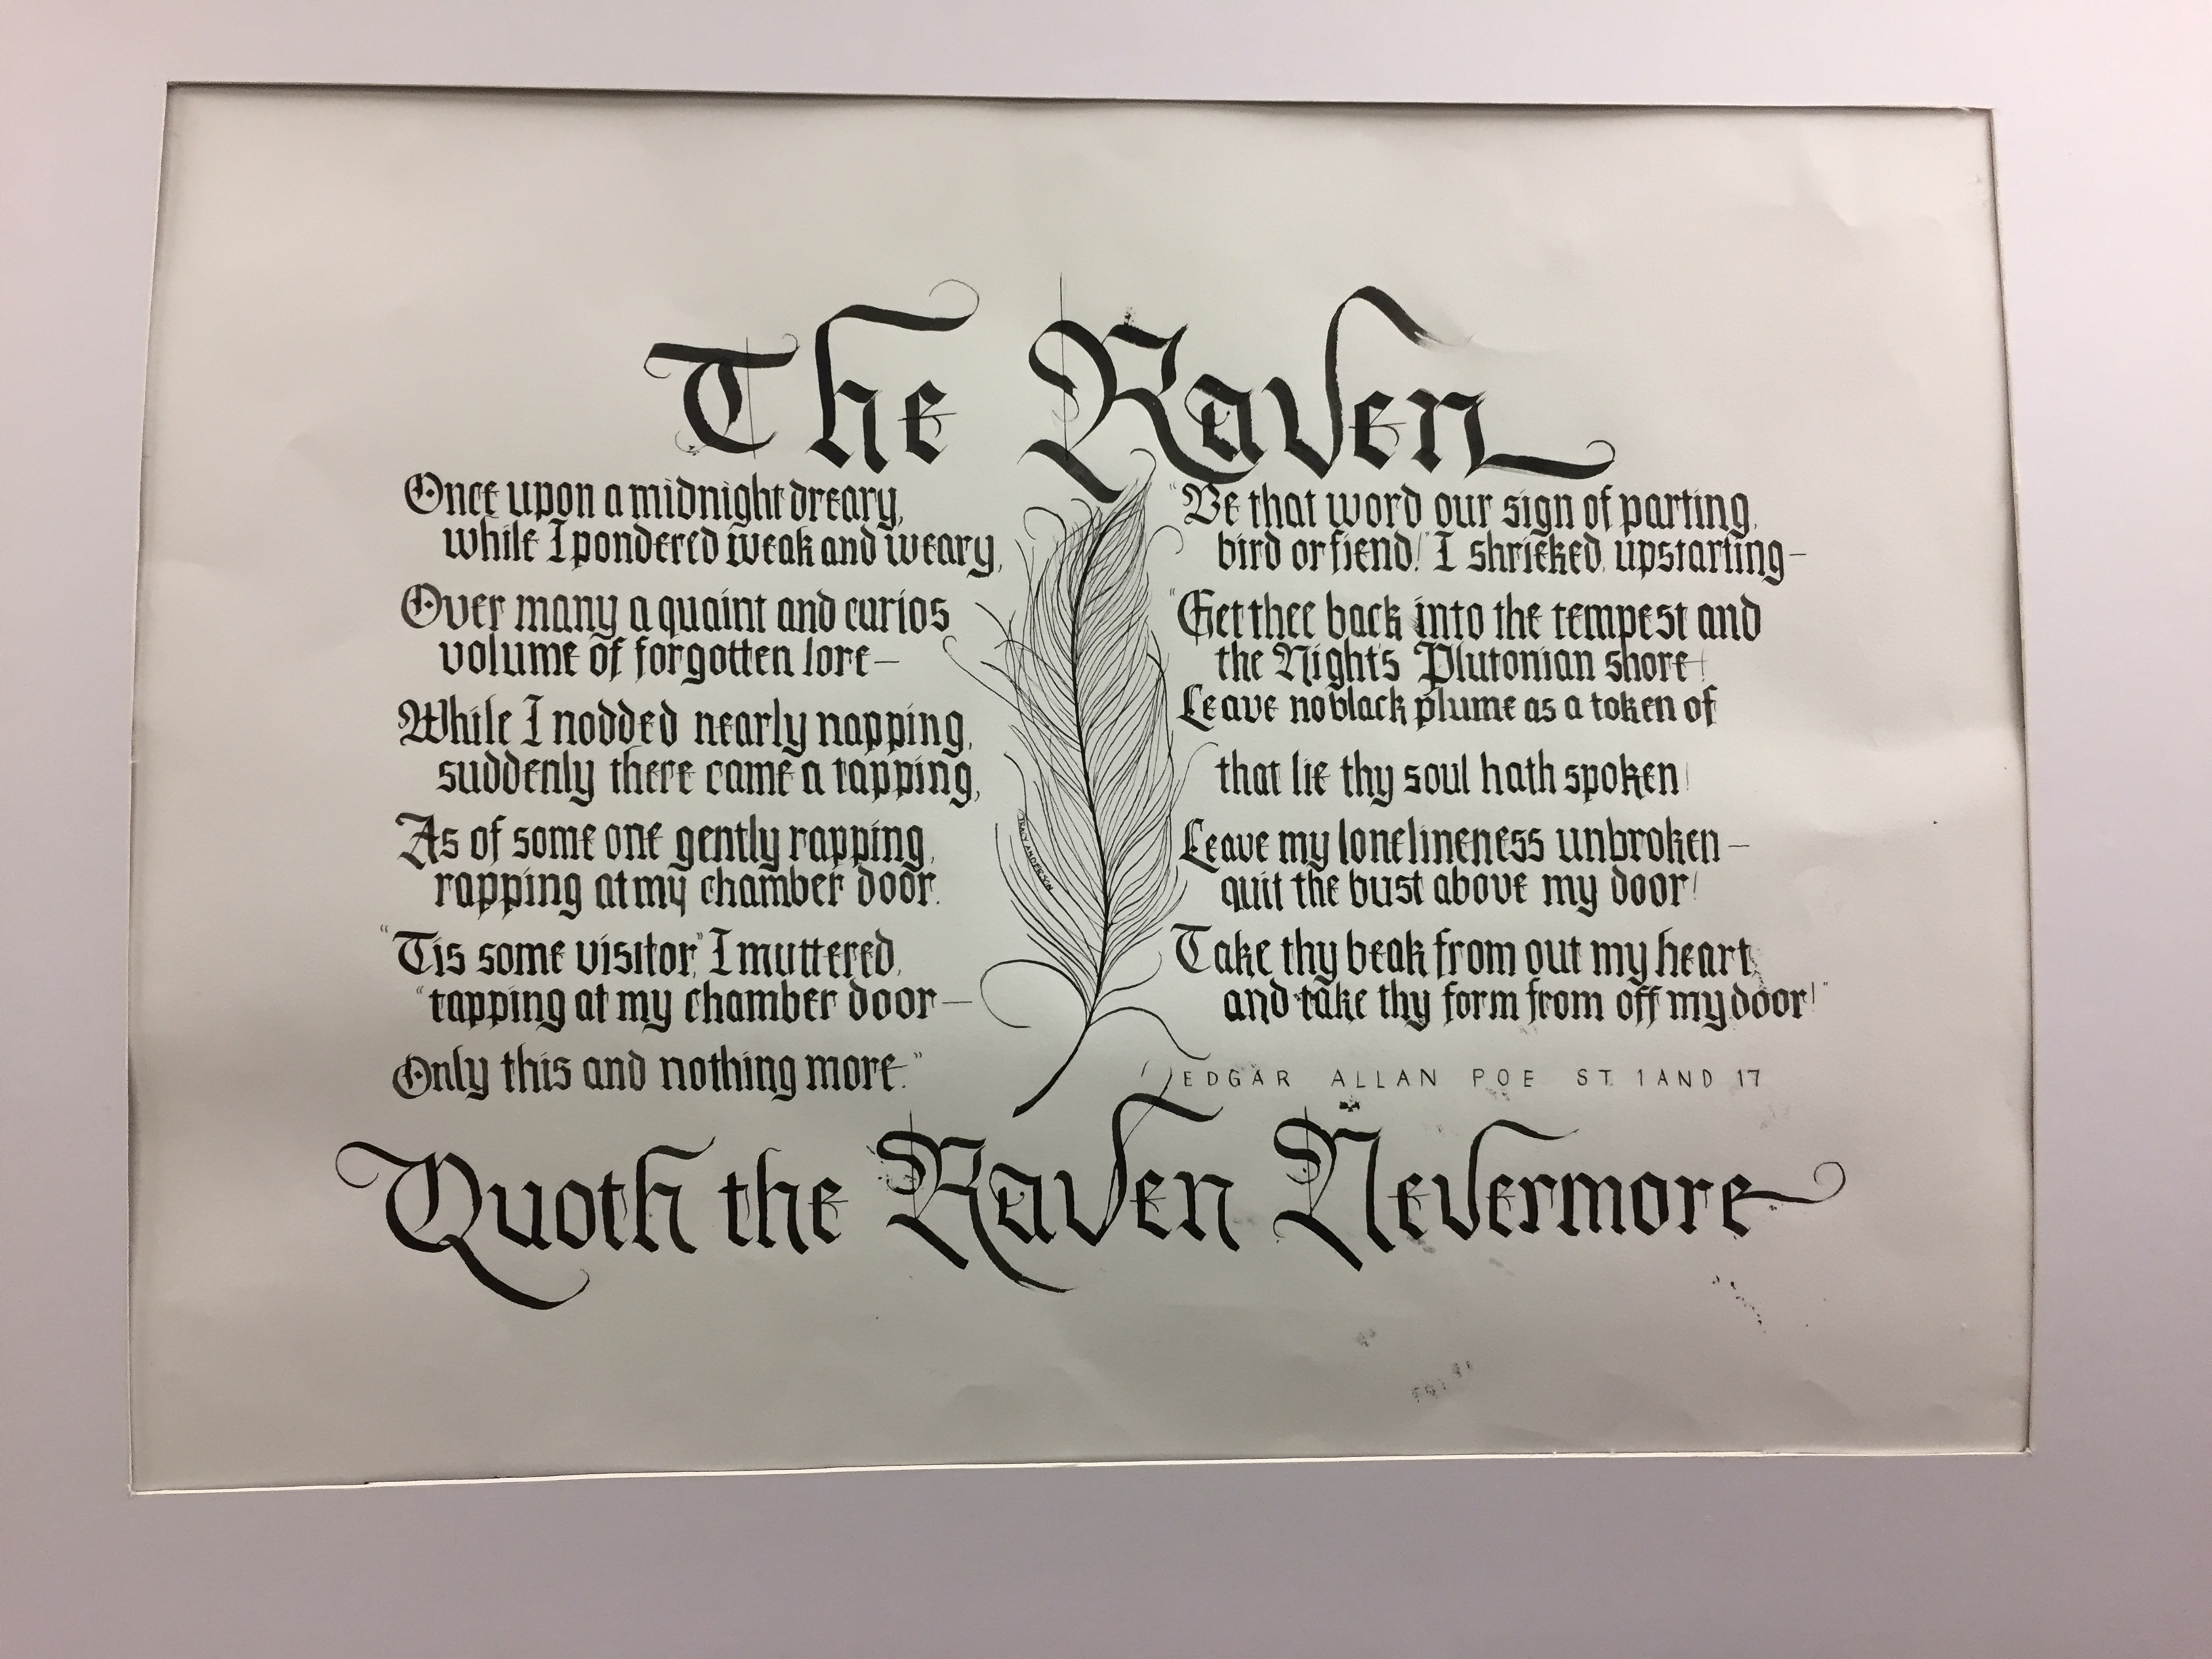 The Raven
Once upon a midnight dreary,
while I pondered weak and weary,
Over many a quaint and curios
volume of forgotten lore—
While I nodded nearly napping,
suddenly there came a tapping,
As of some one gently rapping,
rapping at my chamber door.
"Tis some visitor," I muttered,
"tapping at my chamber door—
Only this and nothing more."
"Be that word our sign of parting,
bird or fiend!" I shrieked, upstarting—
"Get thee back into the tempest and
the Night's Plutonian shore!
Leave no black plume as a token of
that lie thy soul hath spoken!
Leave my lonelineness unbroken—
quit the bust above my door!
Take thy beak from out my heart,
and take thy form from off my door!"
EDGAR ALLAN POE ST. 1 AND 17
TRACY ANDERSON
Quoth the Raven Nevermore